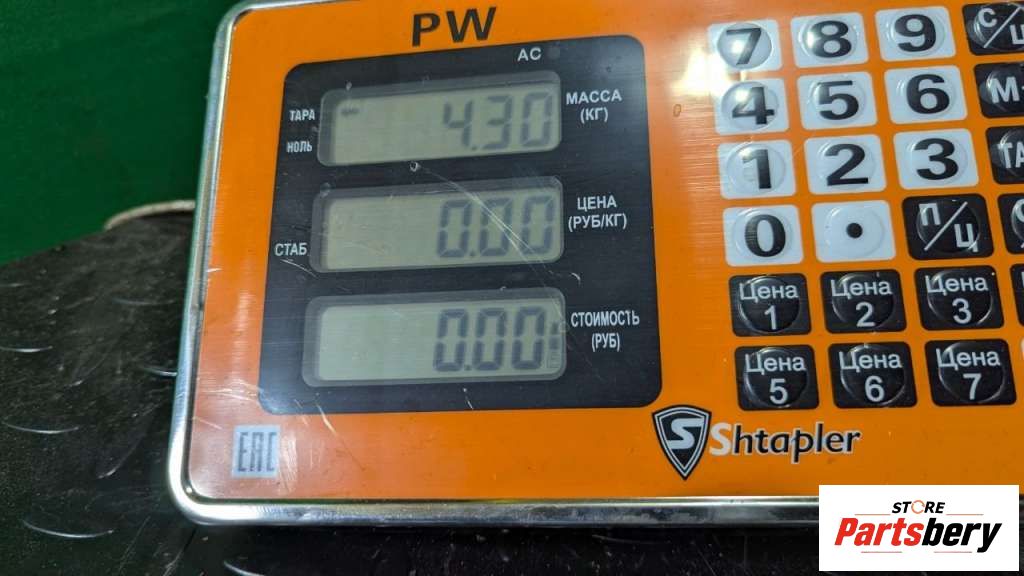 PW
AC
ТАРА
НОЛЬ
4.30
МАССА
(КГ)
СТАБ
0.00
ЦЕНА
(РУБ/КГ)
0.00
СТОИМОСТЬ
(РУБ)
EAC
7 8 9
4 5 6 М-
1 2 3
0 • П/Ц
Цена 1
Цена 2
Цена 3
Цена 5
Цена 6
Цена 7
S Shtapler
STORE
Partsbery